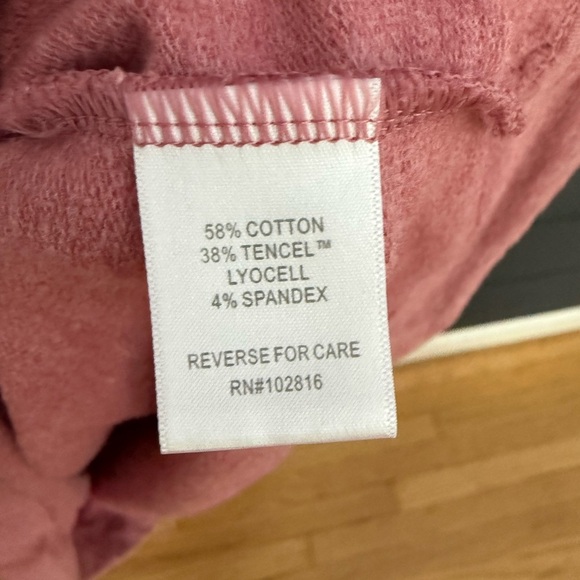 58% COTTON
38% TENCEL™
LYOCELL
4% SPANDEX
REVERSE FOR CARE
RN#102816